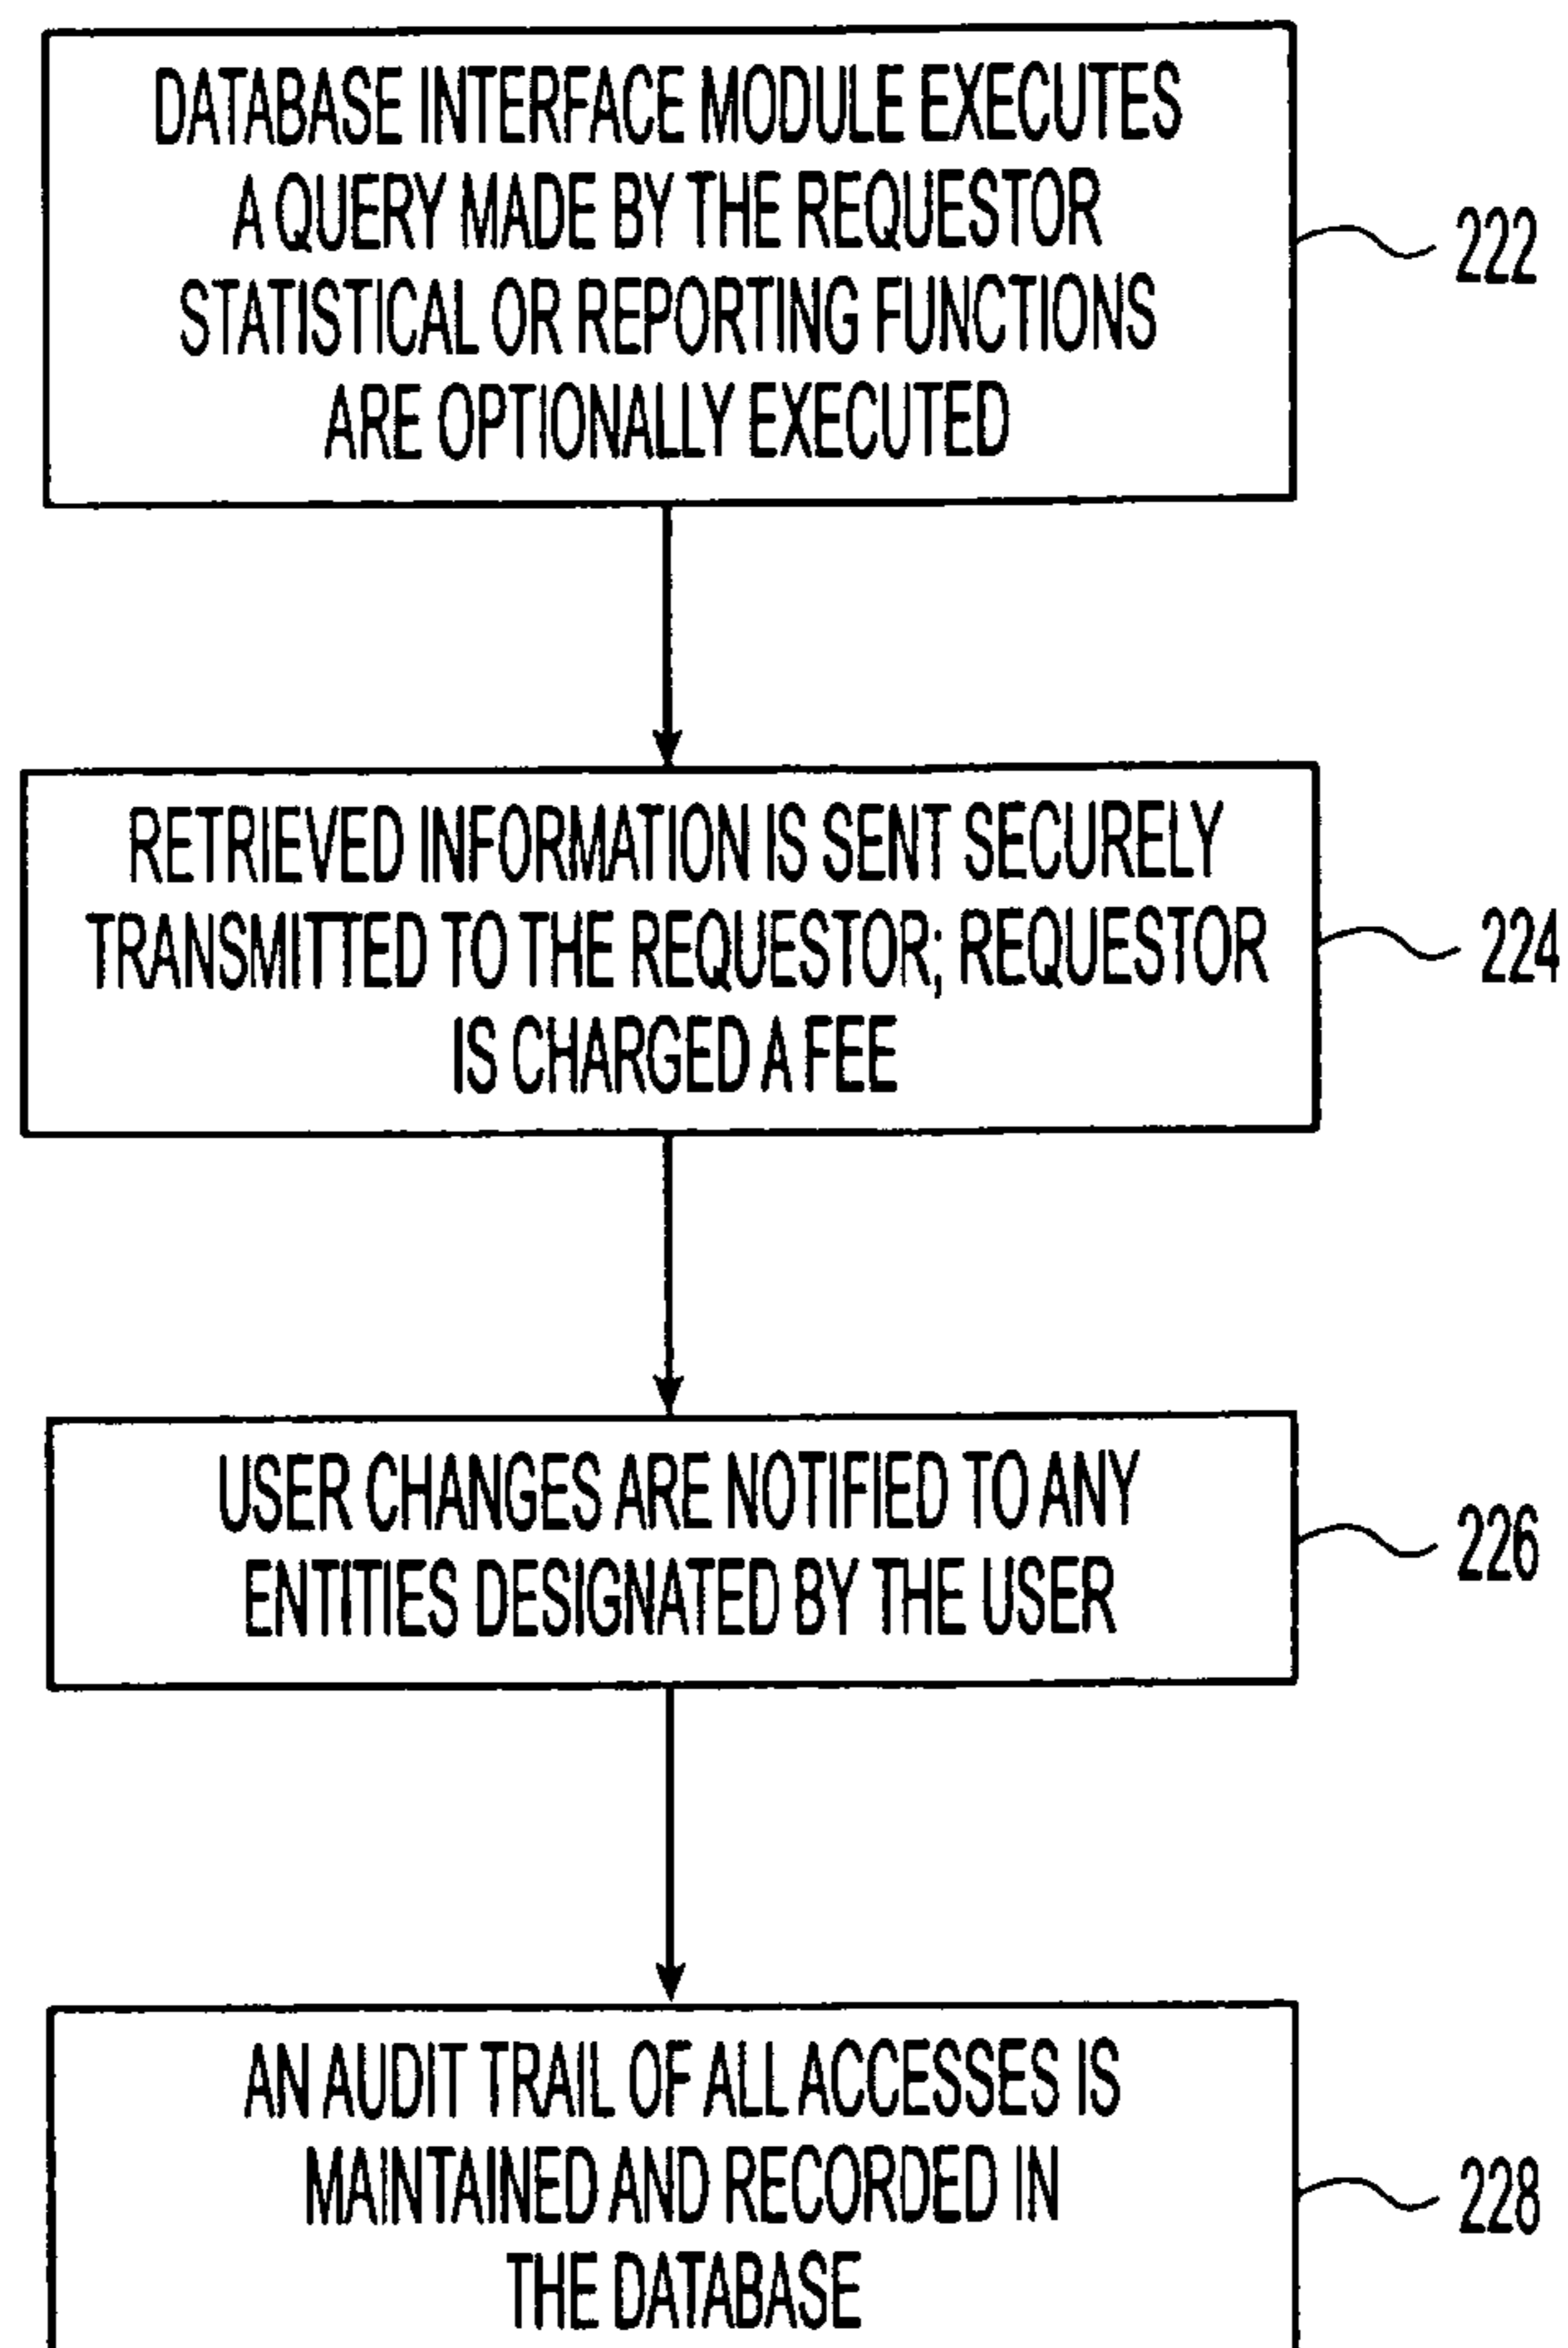 DATABASE INTERFACE MODULE EXECUTES
A QUERY MADE BY THE REQUESTOR
STATISTICAL OR REPORTING FUNCTIONS
ARE OPTIONALLY EXECUTED
222
RETRIEVED INFORMATION IS SENT SECURELY
TRANSMITTED TO THE REQUESTOR; REQUESTOR
IS CHARGED A FEE
224
USER CHANGES ARE NOTIFIED TO ANY
ENTITIES DESIGNATED BY THE USER
226
AN AUDIT TRAIL OF ALL ACCESSES IS
MAINTAINED AND RECORDED IN
THE DATABASE
228